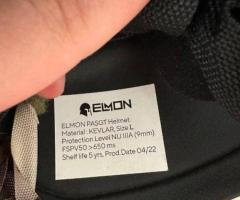 ELMON
ELMON PASGT Helmet
Material : KEVLAR, Size L
Protection Level NIJ IIIA (9mm)
FSPV50 >650 ms
Shelf life 5 yrs, Prod.Date 04/22